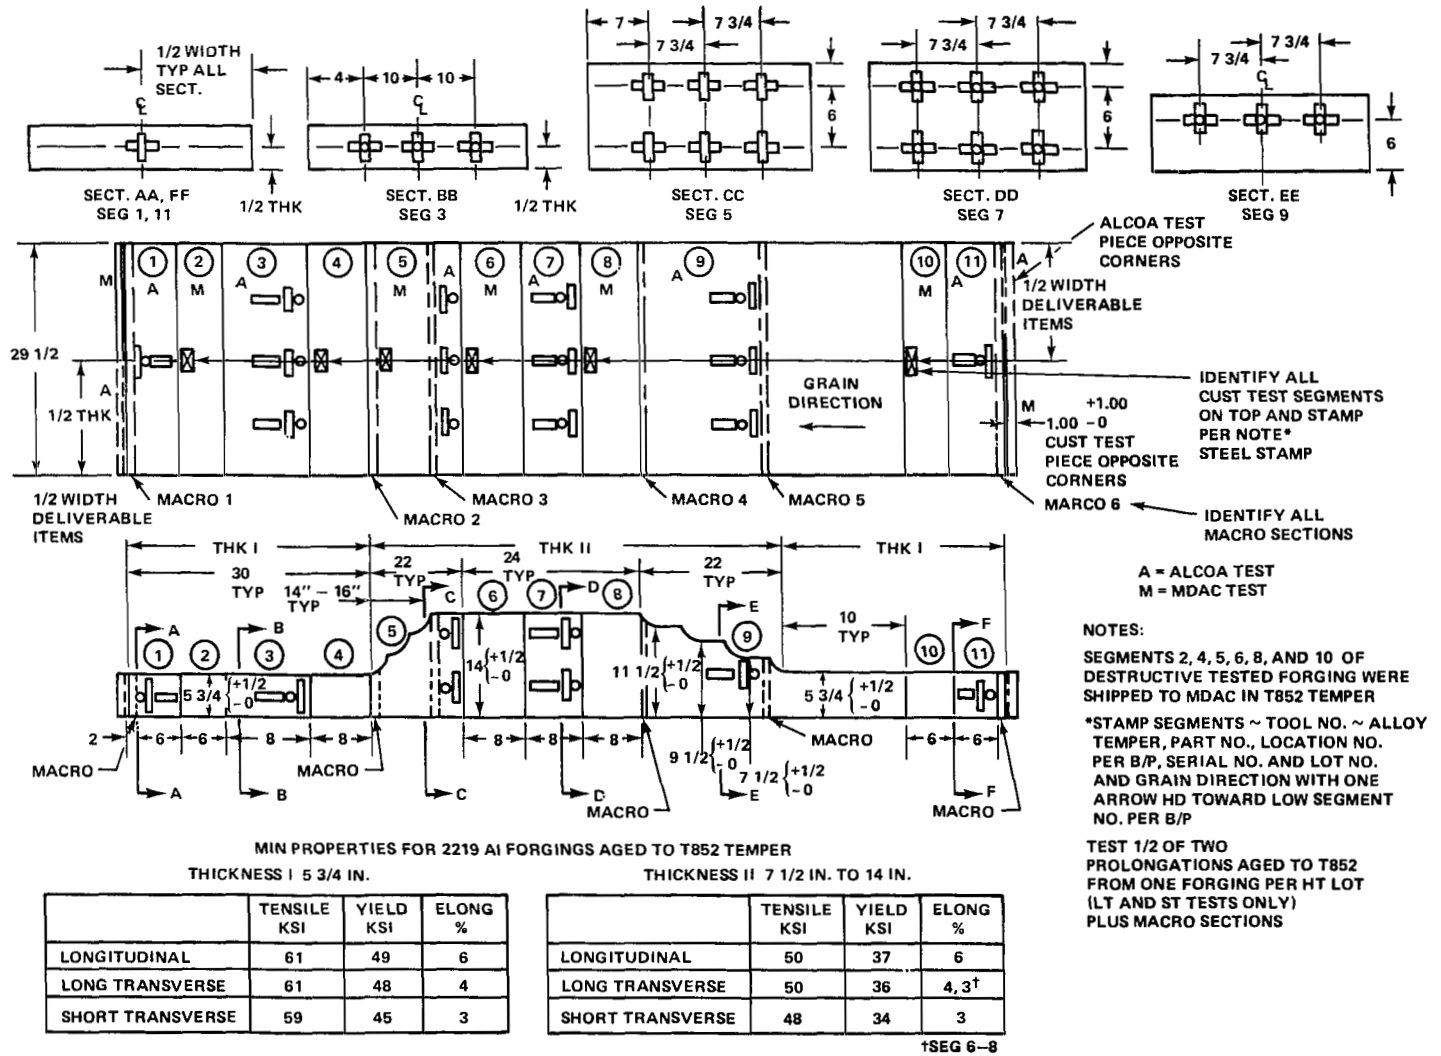 1/2 WIDTH
TYP ALL
SECT.
℄
1/2 THK
SECT. AA, FF
SEG 1, 11
4 10 10
℄
1/2 THK
SECT. BB
SEG 3
7 7 3/4
7 3/4
6
6
SECT. CC
SEG 5
7 3/4
7 3/4
6
6
SECT. DD
SEG 7
7 3/4
7 3/4
℄
6
SECT. EE
SEG 9
ALCOA TEST
PIECE OPPOSITE
CORNERS
1 2 3 4 5 6 7 8 9 10 11
M A M A M A M A M A M A A
29 1/2
A
1/2 THK
1/2 WIDTH
DELIVERABLE
ITEMS
GRAIN
DIRECTION
1/2 WIDTH
DELIVERABLE
ITEMS
M
1.00 +1.00
-0
CUST TEST
PIECE OPPOSITE
CORNERS
IDENTIFY ALL
CUST TEST SEGMENTS
ON TOP AND STAMP
PER NOTE*
STEEL STAMP
MACRO 1
MACRO 2
MACRO 3
MACRO 4
MACRO 5
MARCO 6
IDENTIFY ALL
MACRO SECTIONS
A = ALCOA TEST
M = MDAC TEST
THK I THK II THK I
30
TYP
22
TYP
24
TYP
22
TYP
14" – 16"
TYP
10
TYP
A B C D E F
1 2 3 4 5 6 7 8 9 10 11
5 3/4 {+1/2
-0
14 {+1/2
-0
11 1/2 {+1/2
-0
9 1/2 {+1/2
-0
7 1/2 {+1/2
-0
5 3/4 {+1/2
-0
2 6 6 8 8 8 8 8 6 6
MACRO
MACRO
MACRO
MACRO
MACRO
A B C D E F
NOTES:
SEGMENTS 2, 4, 5, 6, 8, AND 10 OF
DESTRUCTIVE TESTED FORGING WERE
SHIPPED TO MDAC IN T852 TEMPER
*STAMP SEGMENTS ~ TOOL NO. ~ ALLOY
TEMPER, PART NO., LOCATION NO.
PER B/P, SERIAL NO. AND LOT NO.
AND GRAIN DIRECTION WITH ONE
ARROW HD TOWARD LOW SEGMENT
NO. PER B/P
TEST 1/2 OF TWO
PROLONGATIONS AGED TO T852
FROM ONE FORGING PER HT LOT
(LT AND ST TESTS ONLY)
PLUS MACRO SECTIONS
MIN PROPERTIES FOR 2219 Al FORGINGS AGED TO T852 TEMPER
THICKNESS I 5 3/4 IN.
TENSILE KSI YIELD KSI ELONG %
LONGITUDINAL 61 49 6
LONG TRANSVERSE 61 48 4
SHORT TRANSVERSE 59 45 3
THICKNESS II 7 1/2 IN. TO 14 IN.
TENSILE KSI YIELD KSI ELONG %
LONGITUDINAL 50 37 6
LONG TRANSVERSE 50 36 4, 3†
SHORT TRANSVERSE 48 34 3
†SEG 6–8